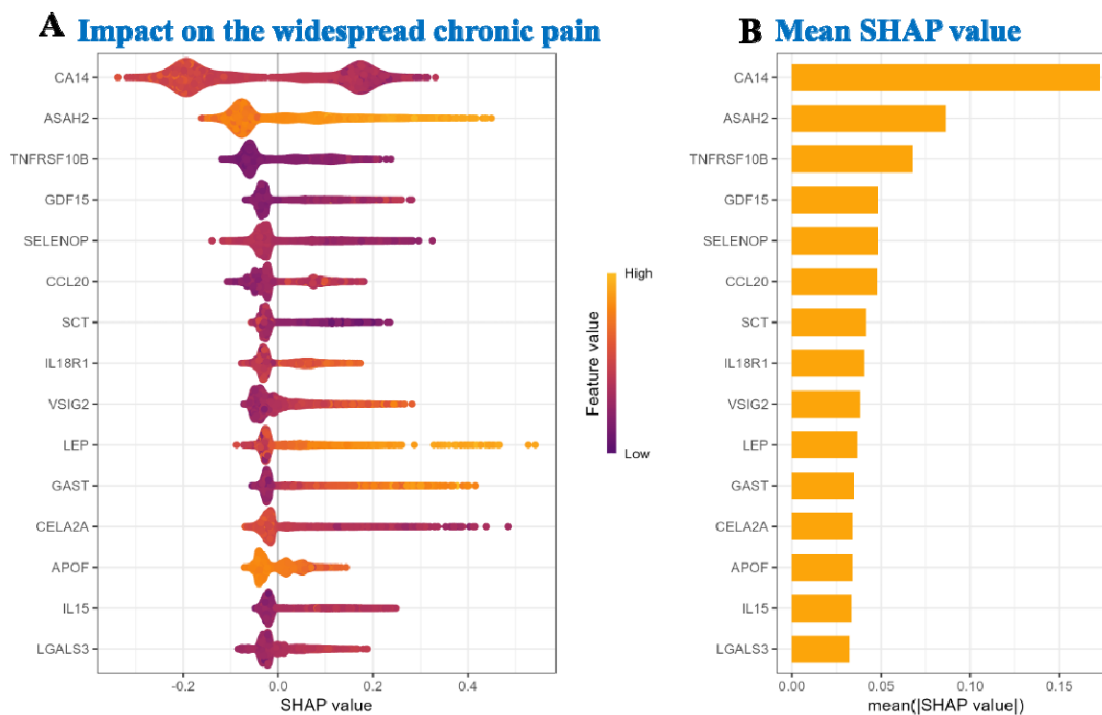 A Impact on the widespread chronic pain
CA14
ASAH2
TNFRSF10B
GDF15
SELENOP
CCL20
SCT
IL18R1
VSIG2
LEP
GAST
CELA2A
APOF
IL15
LGALS3
-0.2 0.0 0.2 0.4
SHAP value
High
Feature value
Low
B Mean SHAP value
CA14
ASAH2
TNFRSF10B
GDF15
SELENOP
CCL20
SCT
IL18R1
VSIG2
LEP
GAST
CELA2A
APOF
IL15
LGALS3
0.00 0.05 0.10 0.15
mean(|SHAP value|)